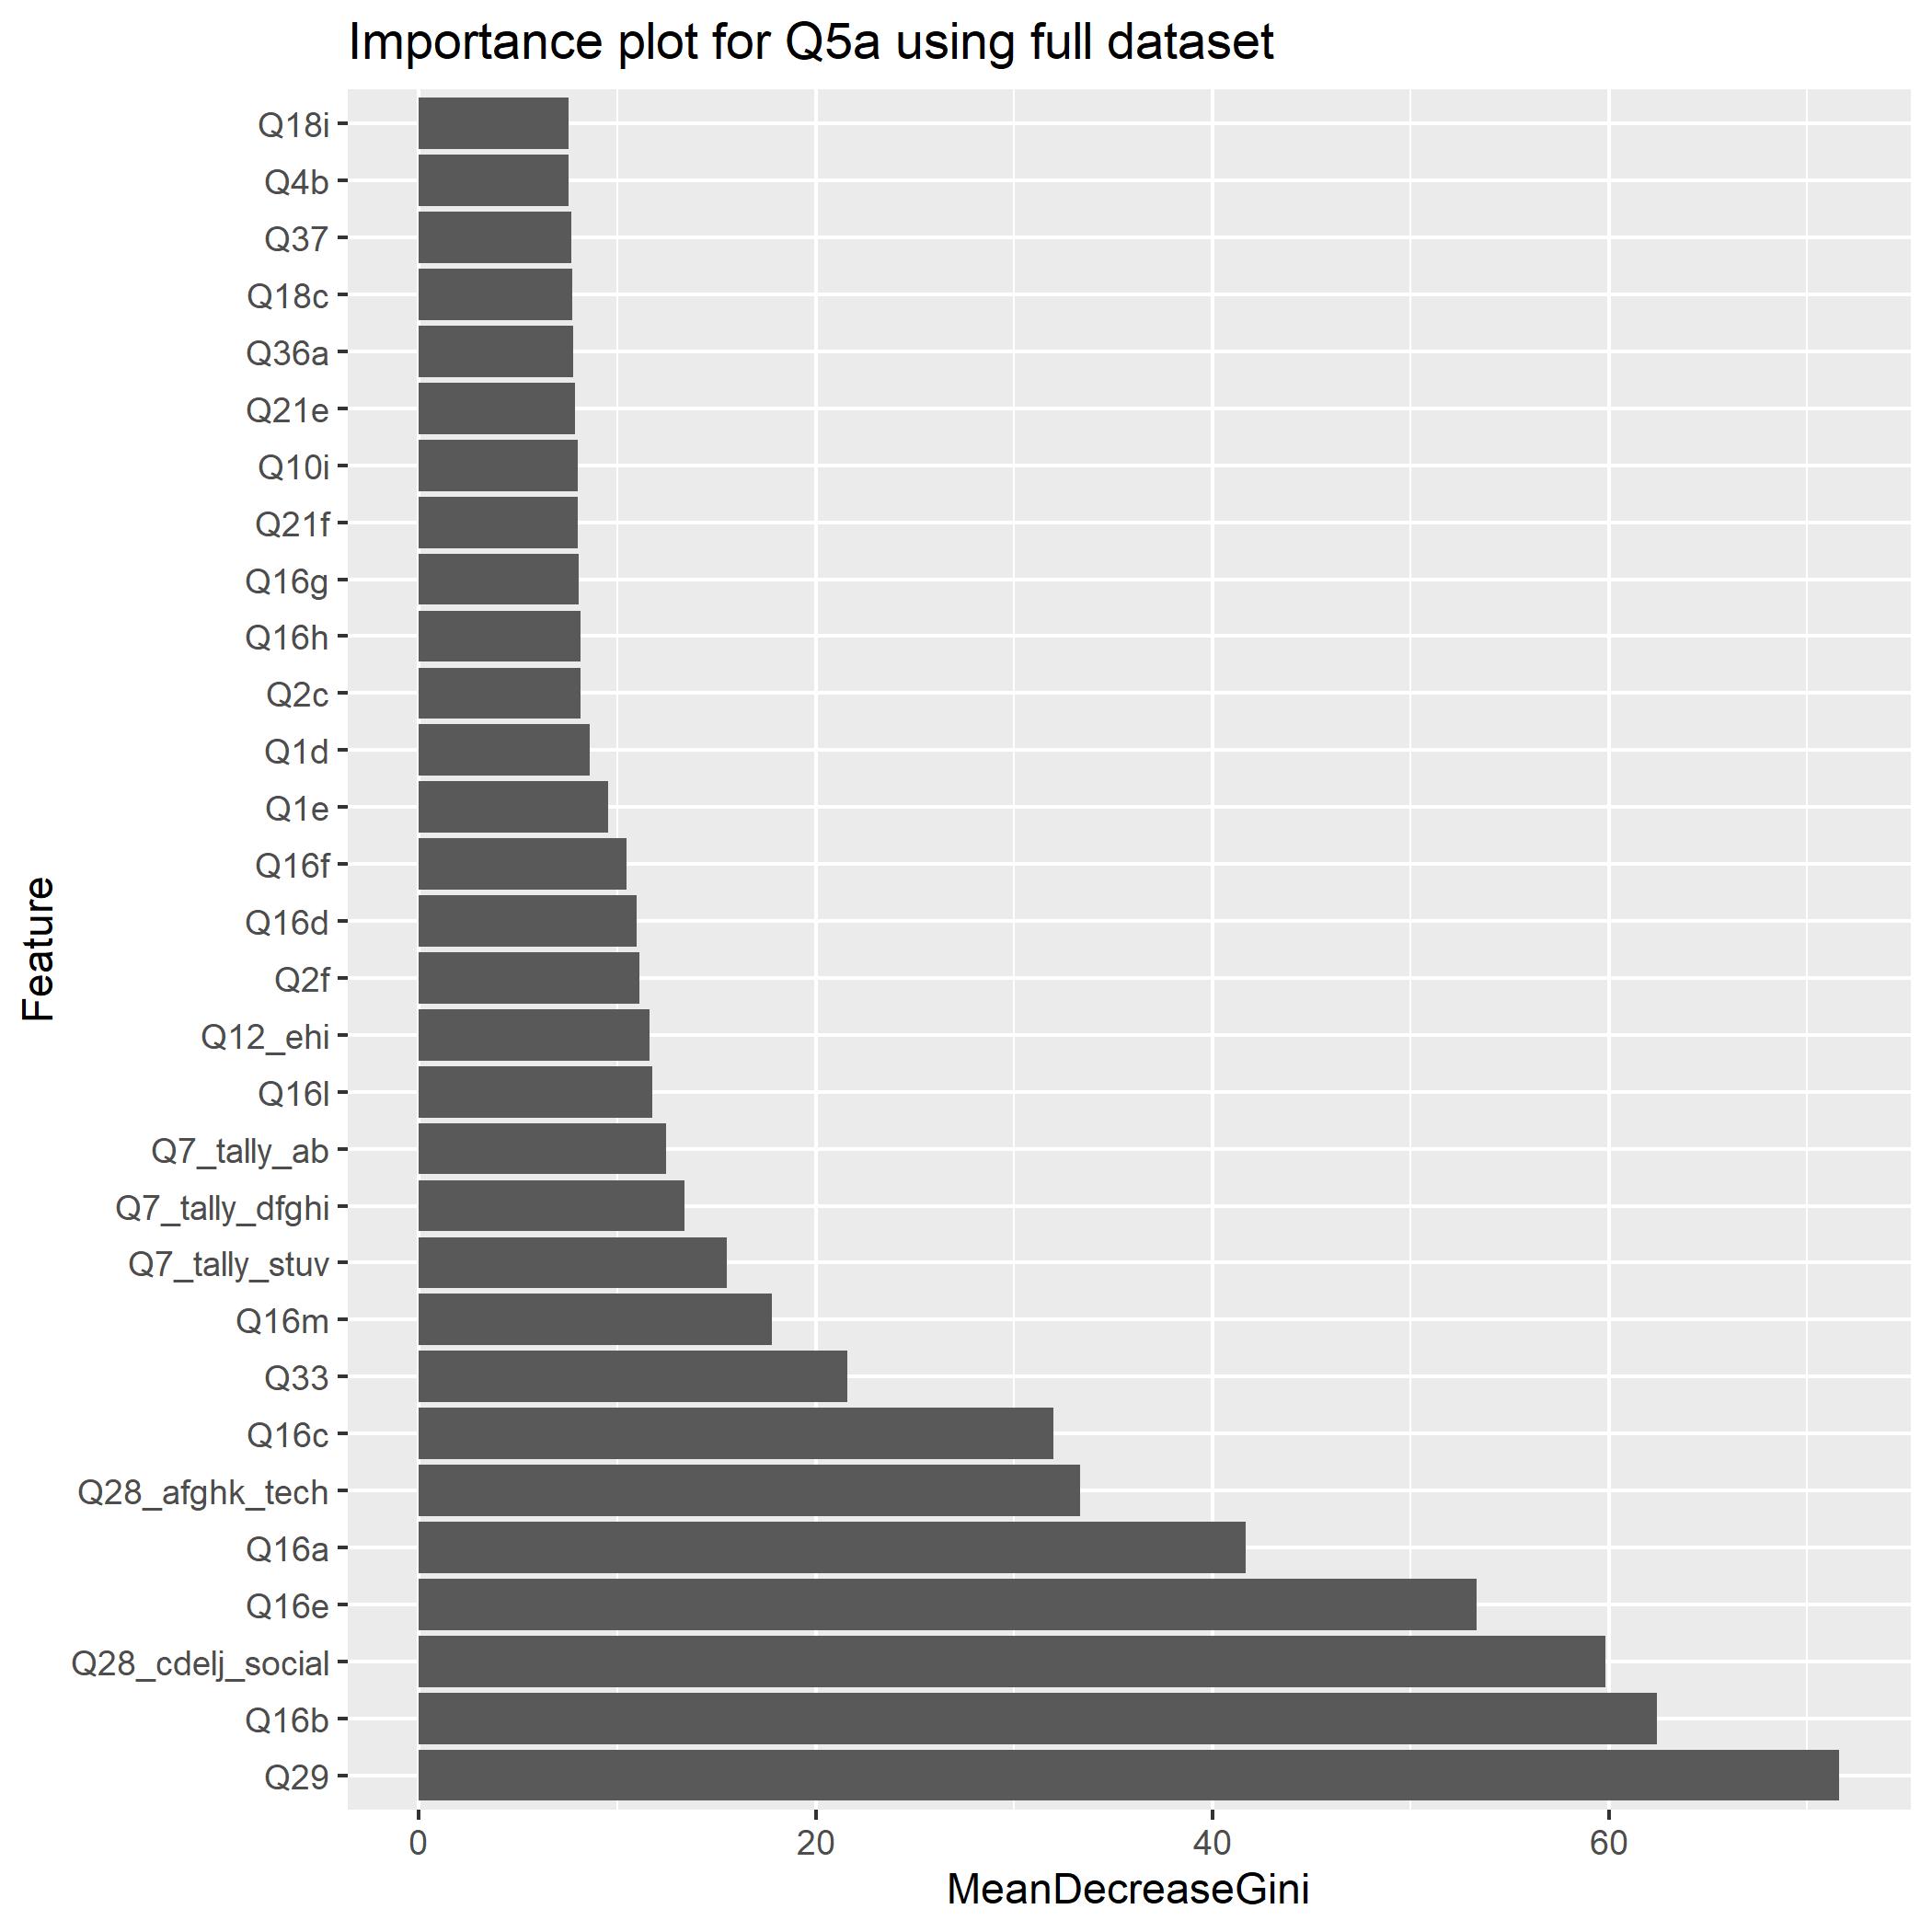 Importance plot for Q5a using full dataset
Q18i
Q4b
Q37
Q18c
Q36a
Q21e
Q10i
Q21f
Q16g
Q16h
Q2c
Q1d
Q1e
Q16f
Q16d
Q2f
Q12_ehi
Q16l
Q7_tally_ab
Q7_tally_dfghi
Q7_tally_stuv
Q16m
Q33
Q16c
Q28_afghk_tech
Q16a
Q16e
Q28_cdelj_social
Q16b
Q29
Feature
0 20 40 60
MeanDecreaseGini